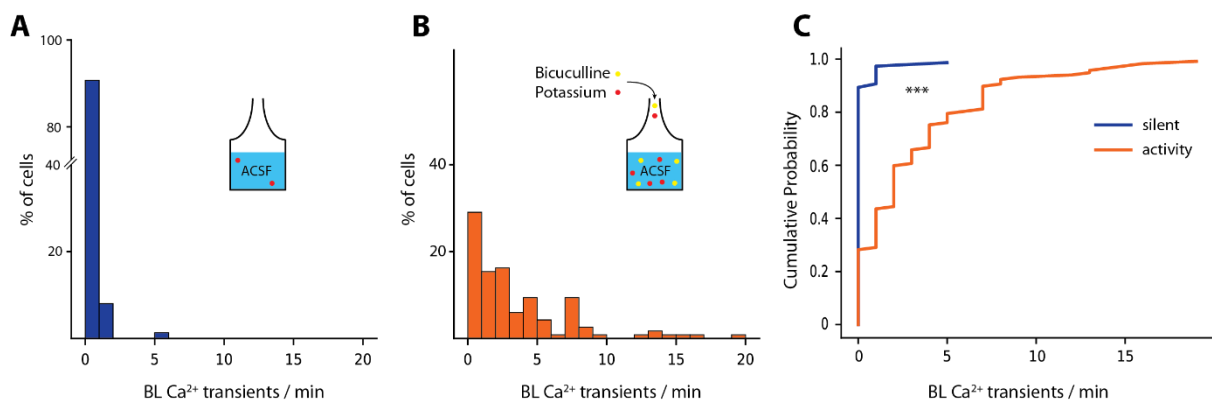 A
% of cells
100
80
40
20
ACSF
0
5
10
15
20
BL Ca²⁺ transients / min
B
Bicuculline
Potassium
% of cells
40
20
ACSF
0
5
10
15
20
BL Ca²⁺ transients / min
C
Cumulative Probability
1.0
0.8
0.6
0.4
0.2
0
***
silent
activity
0
5
10
15
BL Ca²⁺ transients / min